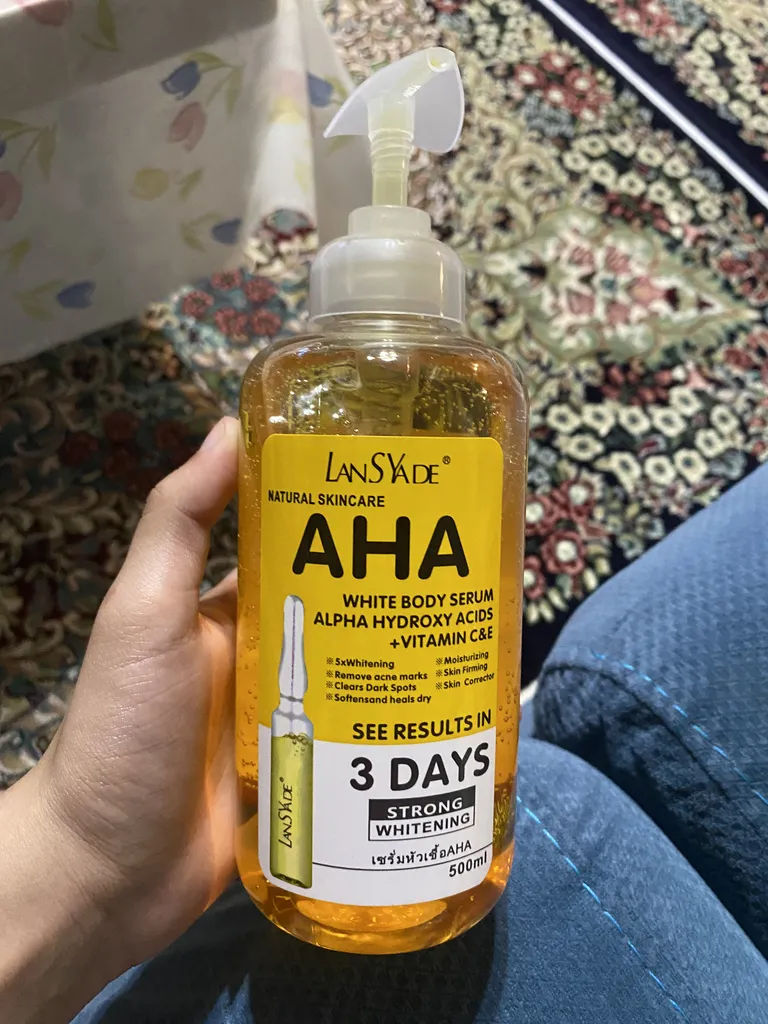 LANSYADE®
NATURAL SKINCARE
AHA
WHITE BODY SERUM
ALPHA HYDROXY ACIDS
+VITAMIN C&E
※5xWhitening
※Remove acne marks
※Clears Dark Spots
※Softensand heals dry
※Moisturizing
※Skin Firming
※Skin Corrector
SEE RESULTS IN
3 DAYS
STRONG
WHITENING
เซรั่มหัวเชื้อAHA
500ml
LANSYADE®